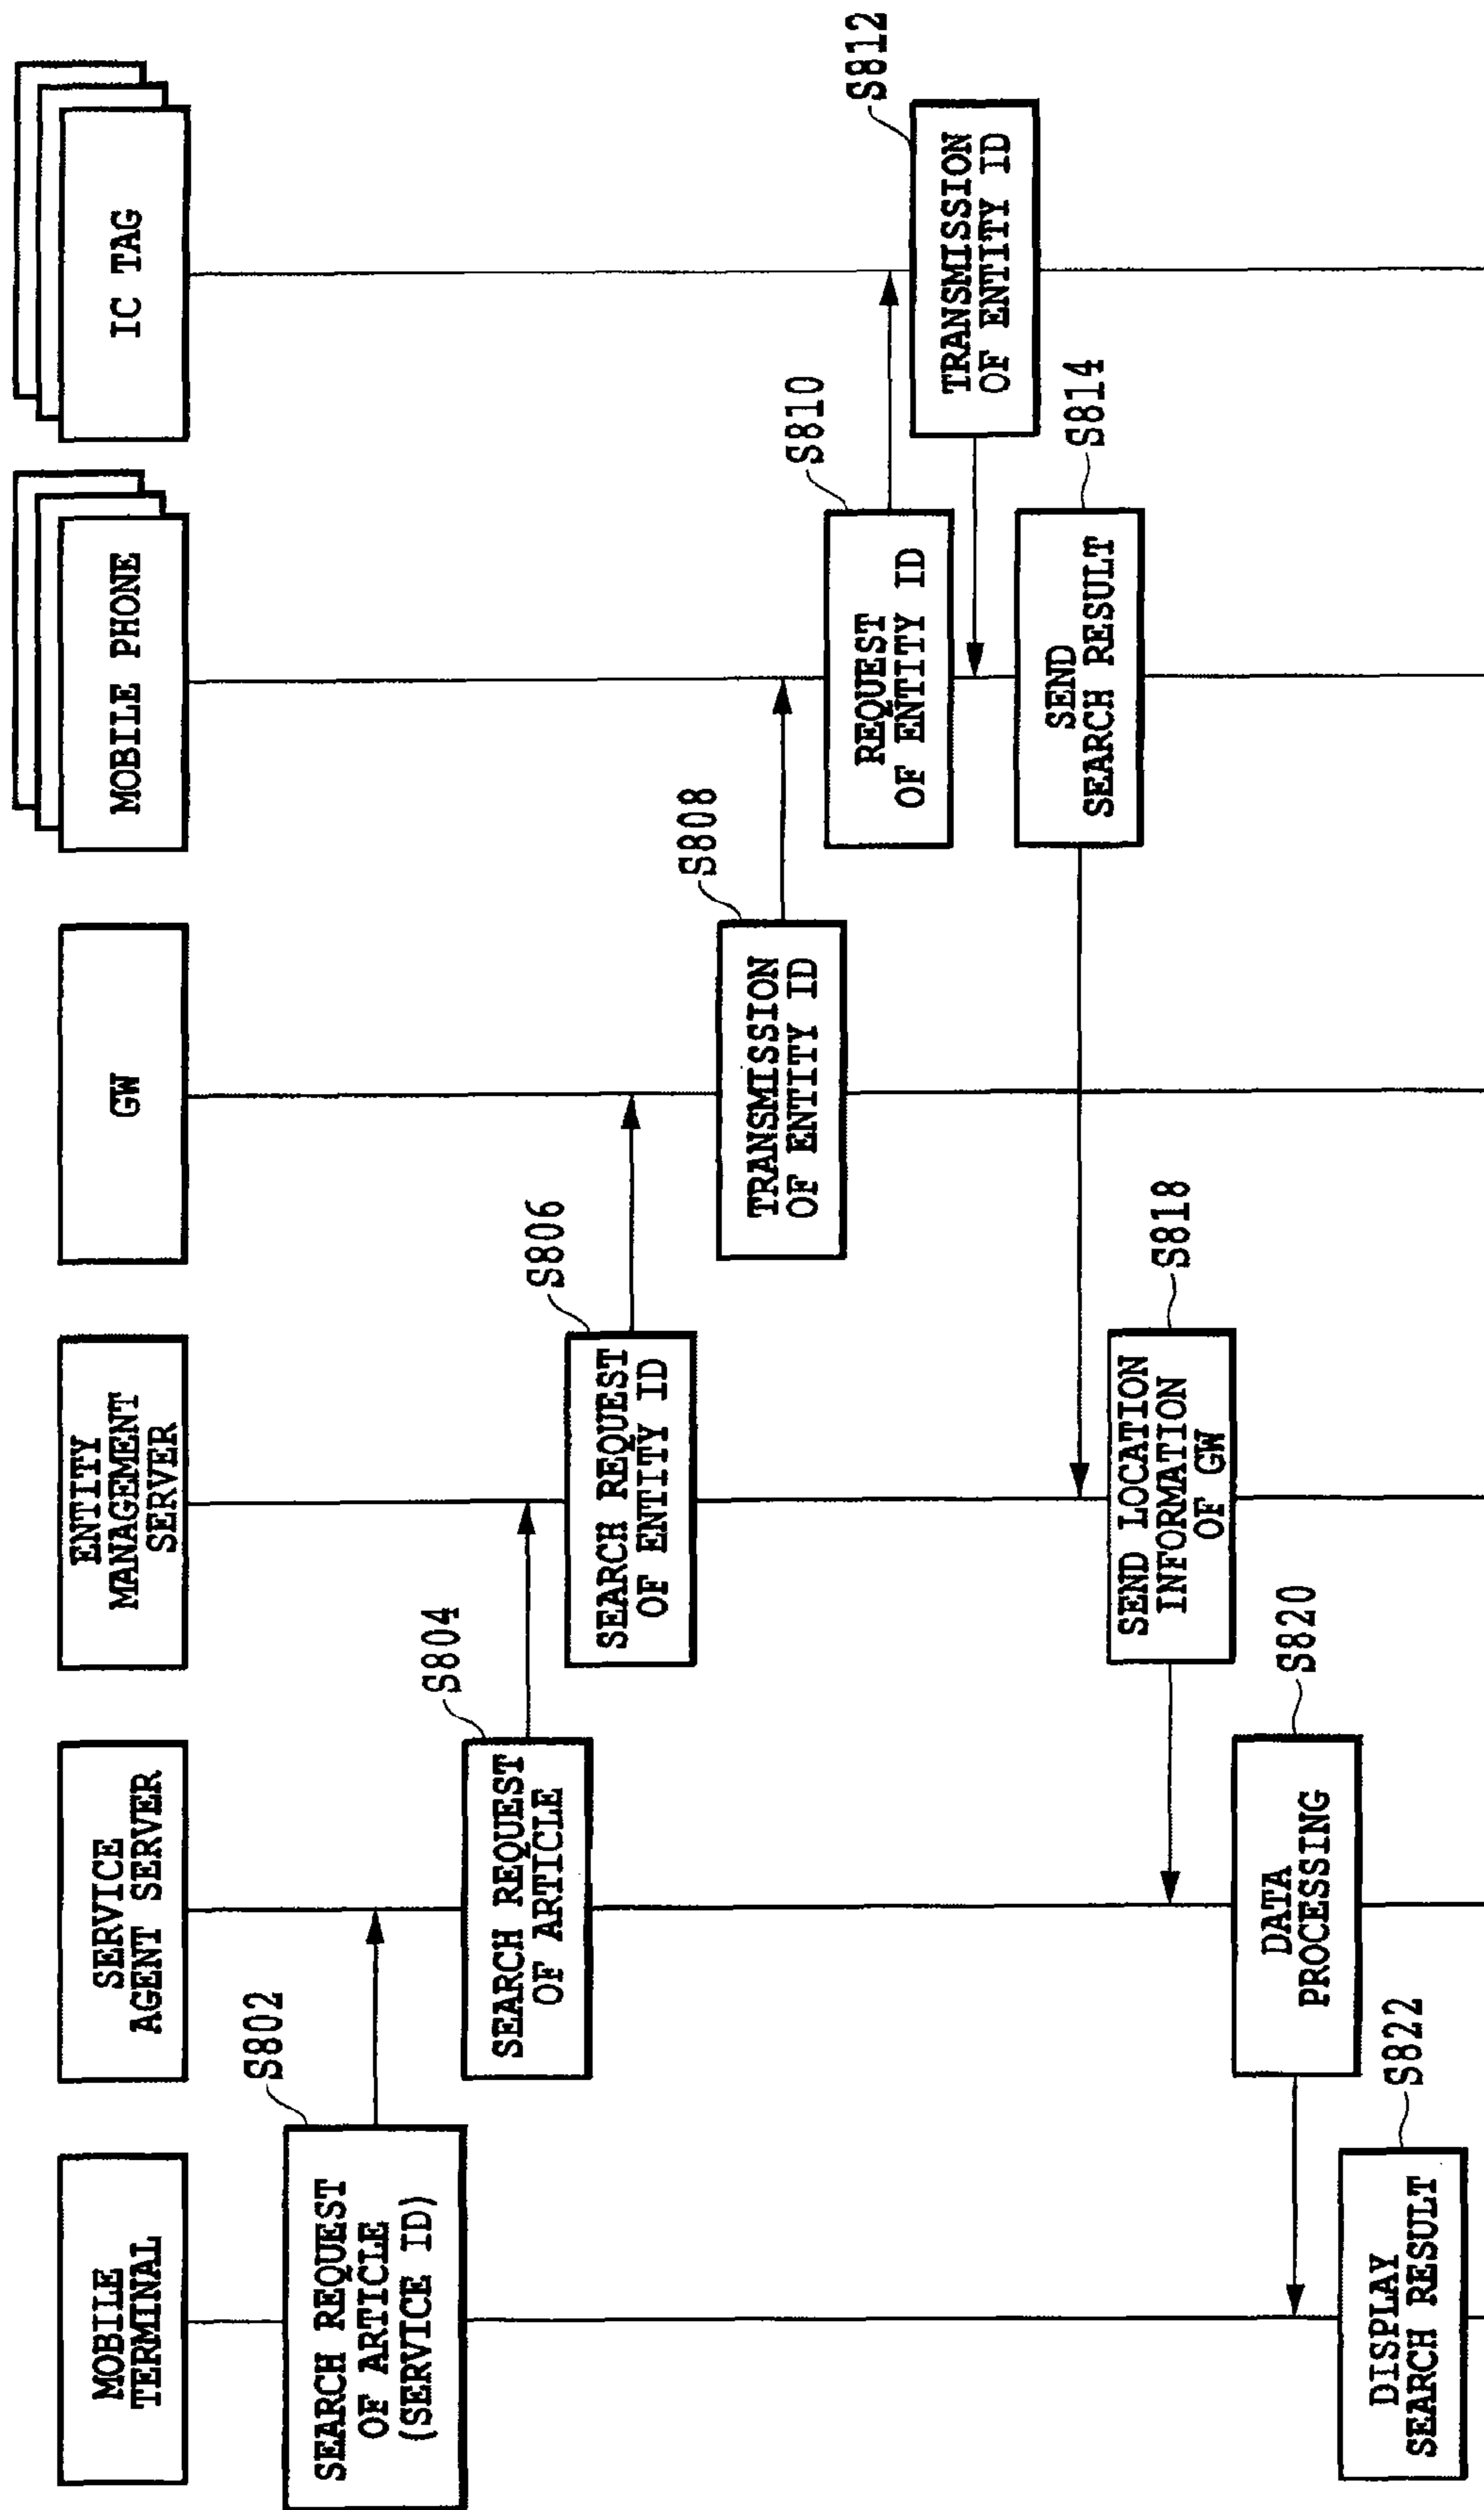 MOBILE
TERMINAL
SERVICE
AGENT SERVER
ENTITY
MANAGEMENT
SERVER
GW
MOBILE PHONE
IC TAG
S802
SEARCH REQUEST
OF ARTICLE
(SERVICE ID)
S804
SEARCH REQUEST
OF ARTICLE
S806
SEARCH REQUEST
OF ENTITY ID
S808
TRANSMISSION
OF ENTITY ID
S810
REQUEST
OF ENTITY ID
S812
TRANSMISSION
OF ENTITY ID
S814
SEND
SEARCH RESULT
S818
SEND LOCATION
INFORMATION
OF GW
S820
DATA
PROCESSING
S822
DISPLAY
SEARCH RESULT